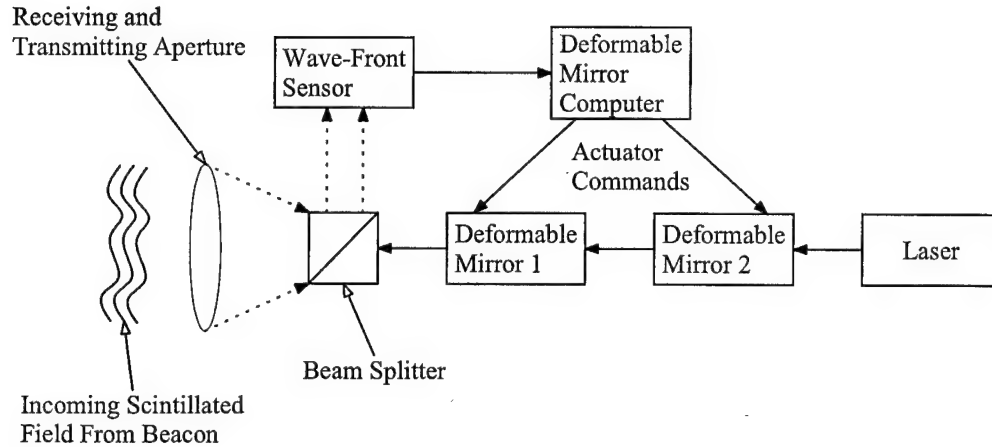 Receiving and
Transmitting Aperture
Wave-Front
Sensor
Deformable
Mirror
Computer
Actuator
Commands
Deformable
Mirror 1
Deformable
Mirror 2
Laser
Beam Splitter
Incoming Scintillated
Field From Beacon